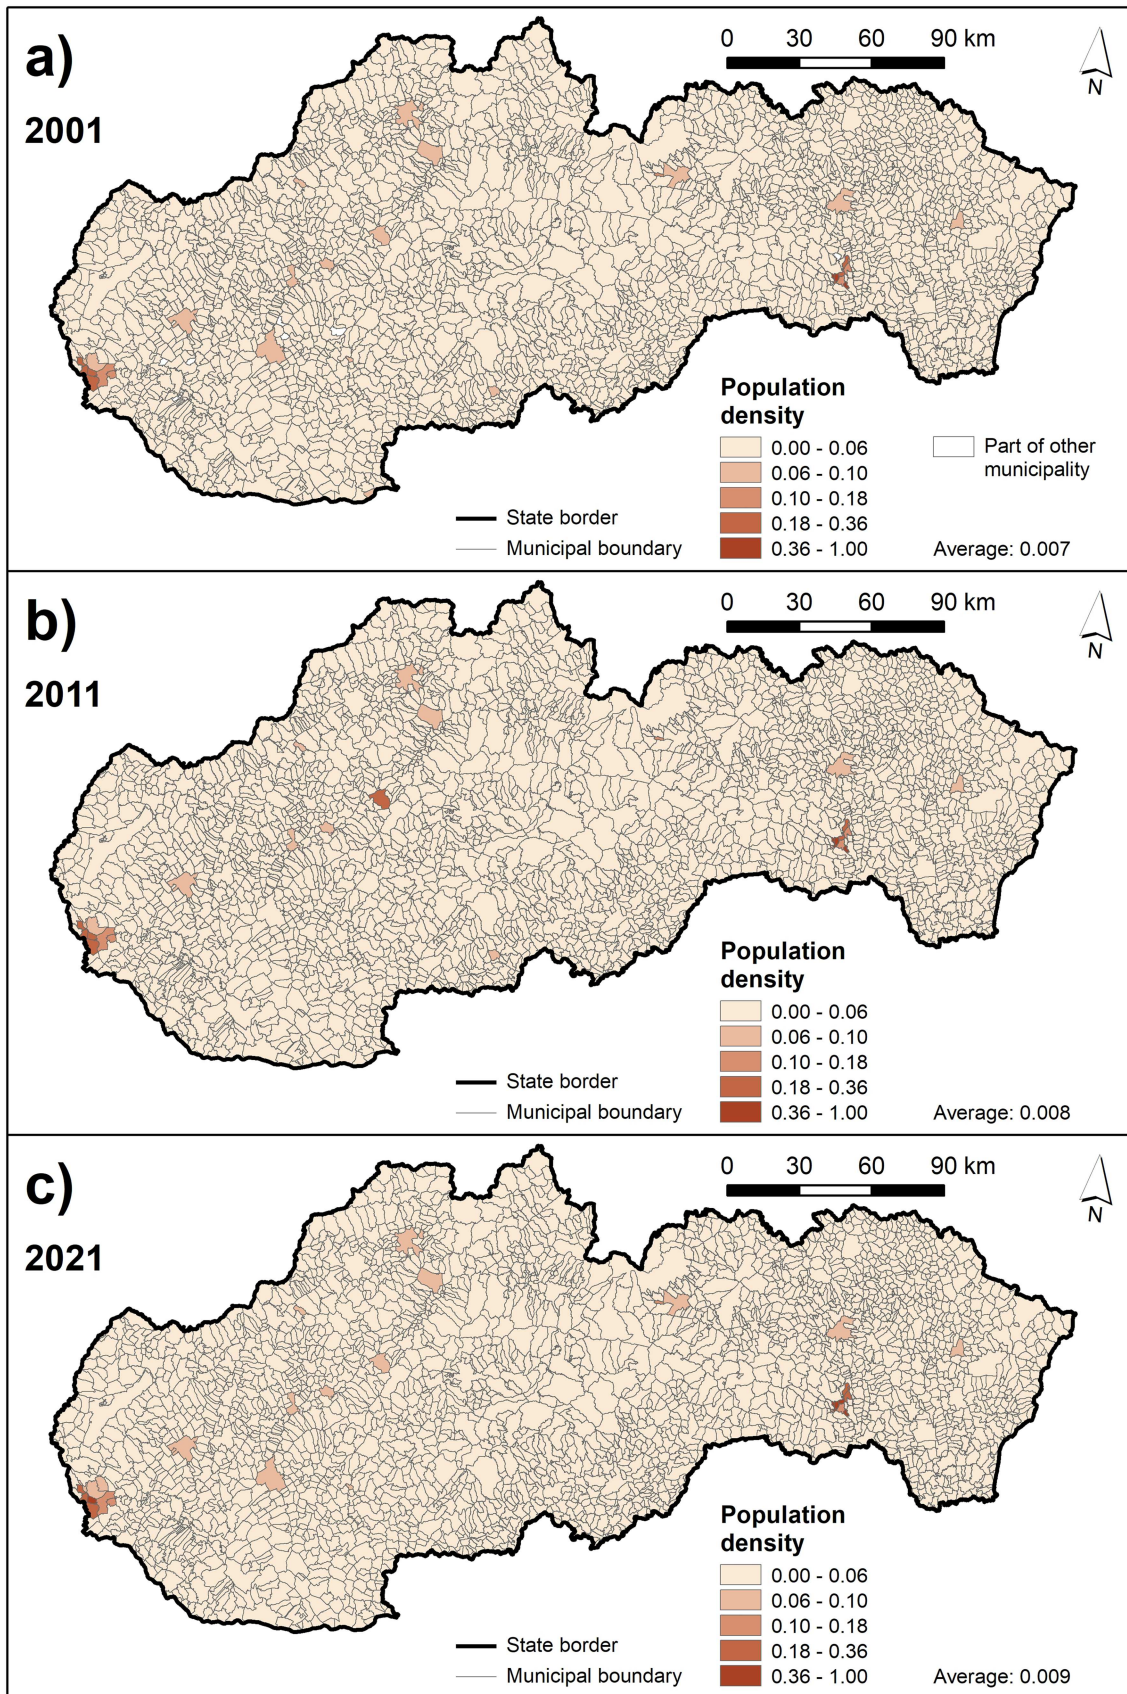 a)
2001
0 30 60 90 km
N
Population
density
0.00 - 0.06
0.06 - 0.10
0.10 - 0.18
0.18 - 0.36
0.36 - 1.00
Part of other
municipality
State border
Municipal boundary
Average: 0.007
b)
2011
0 30 60 90 km
N
Population
density
0.00 - 0.06
0.06 - 0.10
0.10 - 0.18
0.18 - 0.36
0.36 - 1.00
State border
Municipal boundary
Average: 0.008
c)
2021
0 30 60 90 km
N
Population
density
0.00 - 0.06
0.06 - 0.10
0.10 - 0.18
0.18 - 0.36
0.36 - 1.00
State border
Municipal boundary
Average: 0.009